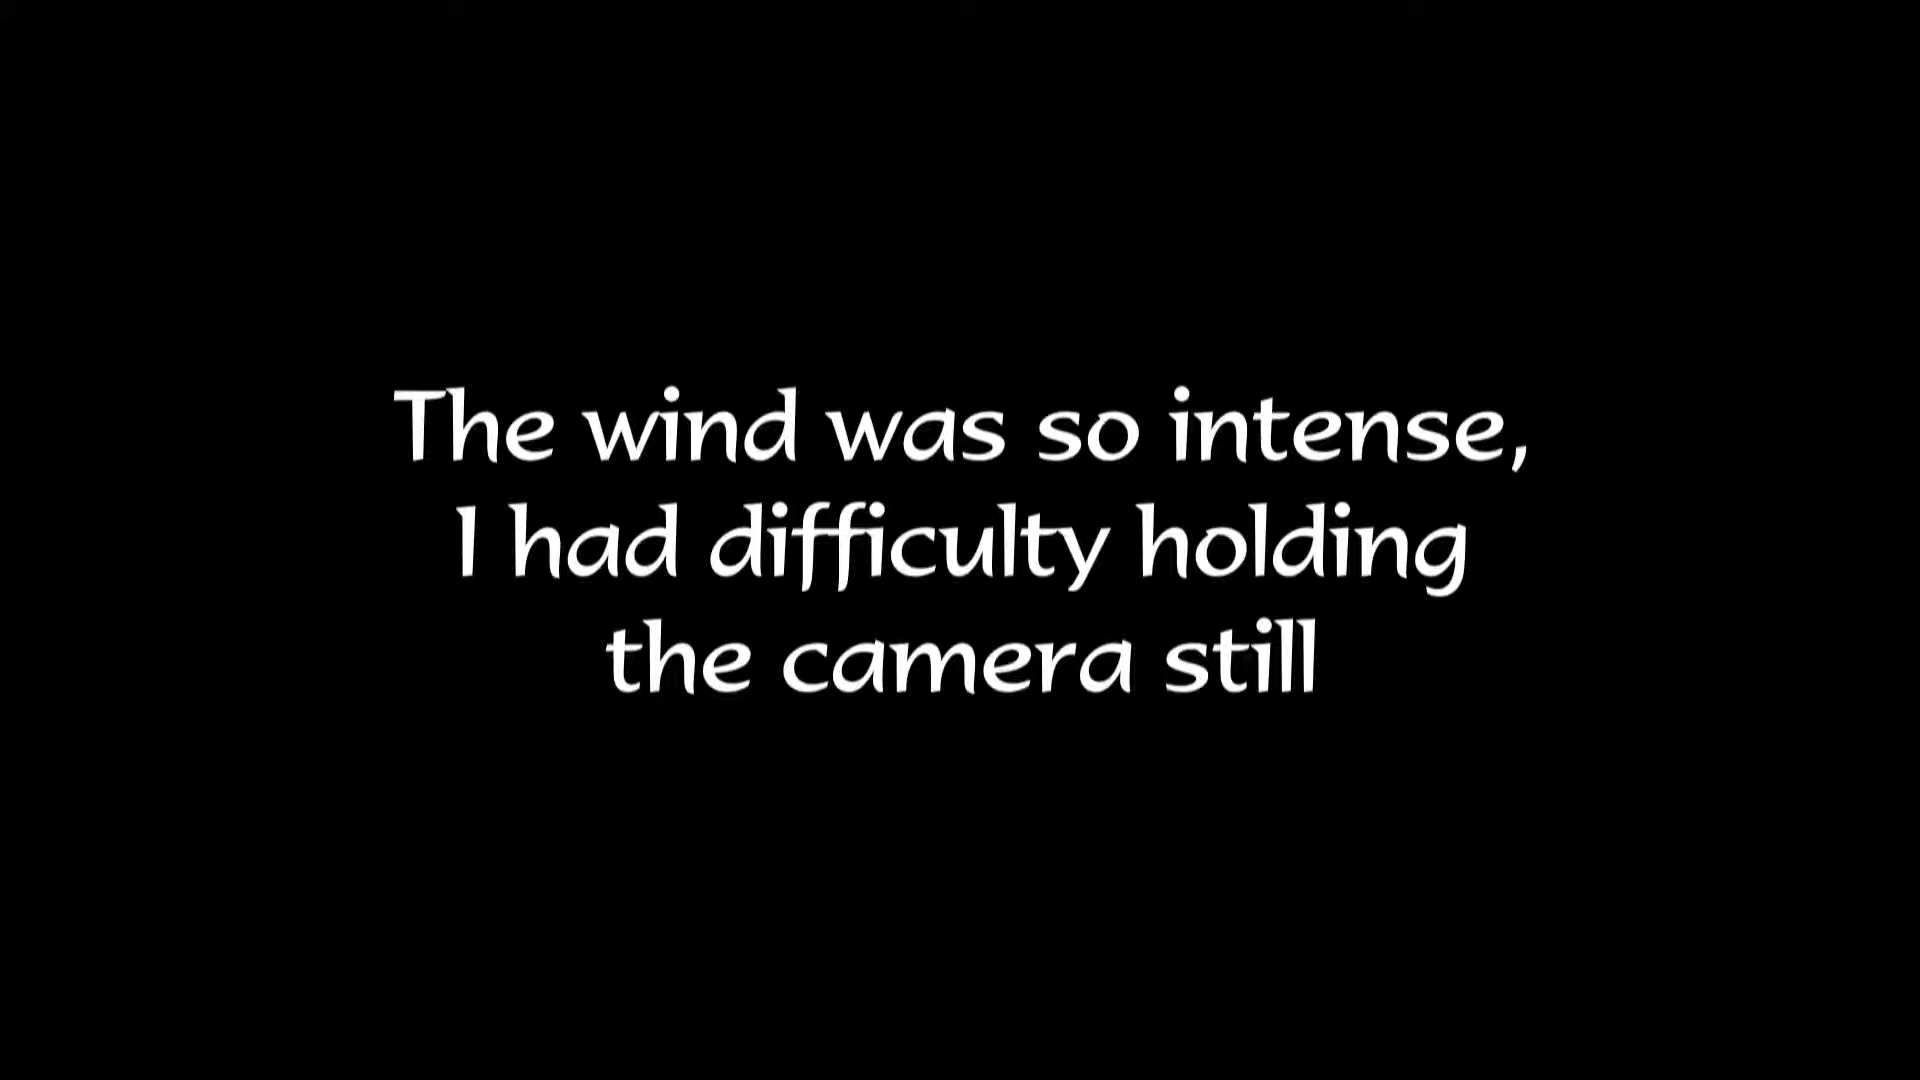 The wind was so intense,
I had difficulty holding
the camera still